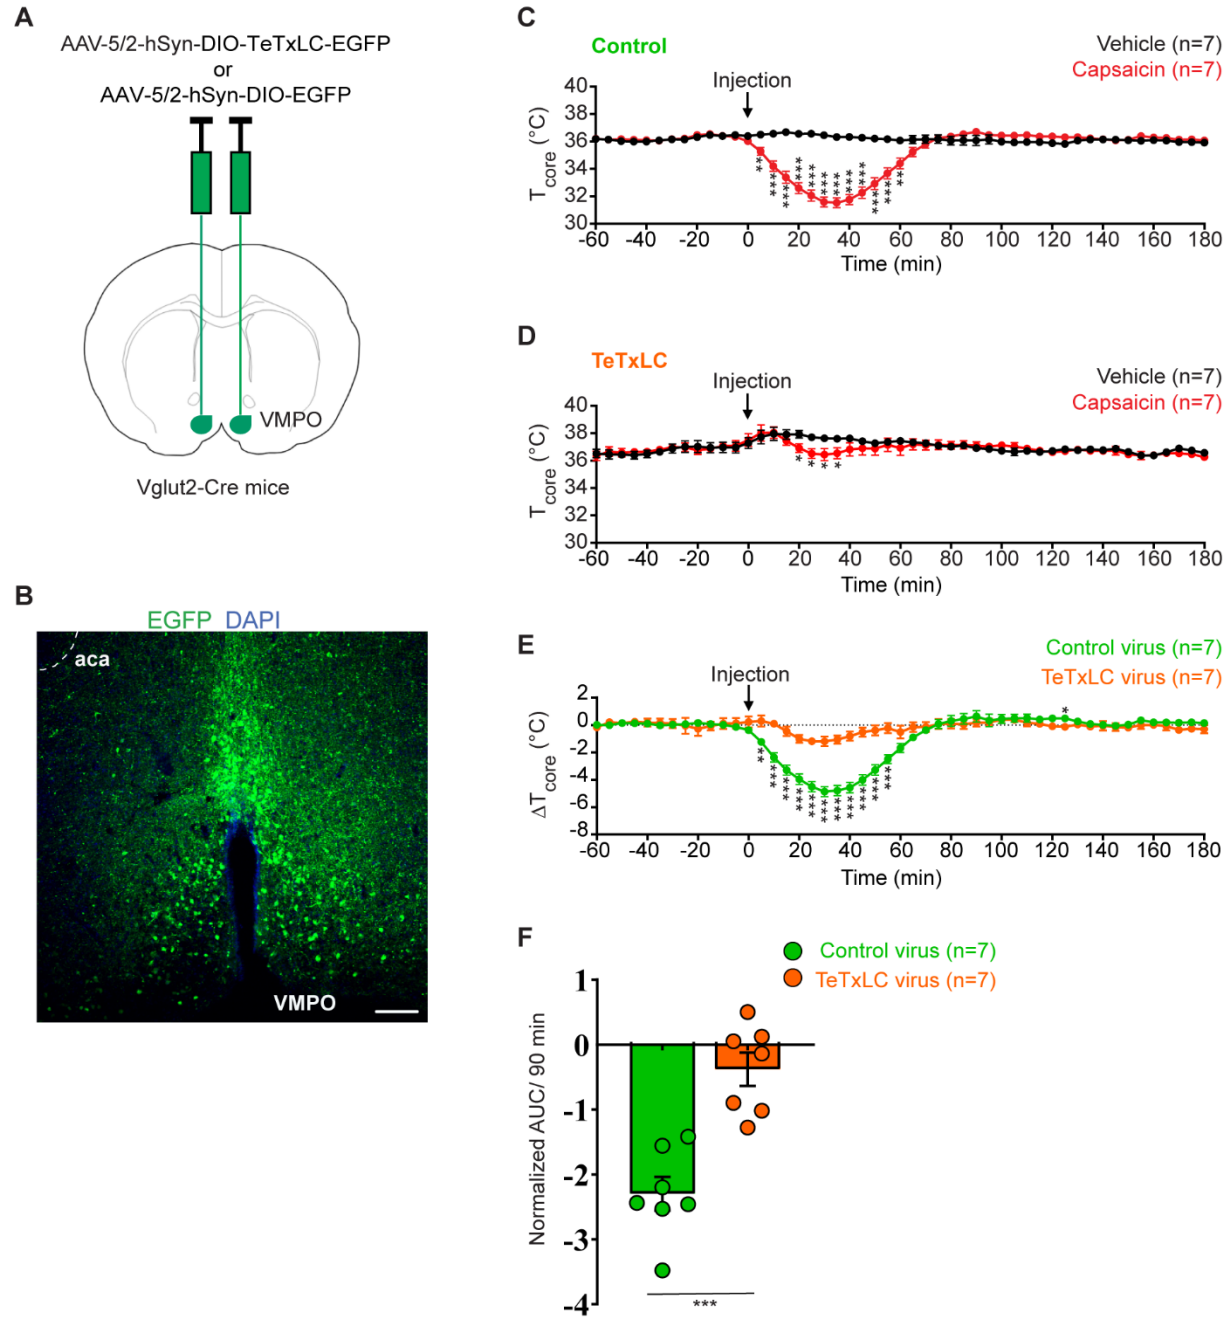 A
AAV-5/2-hSyn-DIO-TeTxLC-EGFP
or
AAV-5/2-hSyn-DIO-EGFP
VMPO
Vglut2-Cre mice
B
EGFP DAPI
aca
VMPO
C
Control
Vehicle (n=7)
Capsaicin (n=7)
Injection
40
38
36
34
32
30
T core (°C)
** **** **** **** **** **** **** **** **** **** **** **
-60 -40 -20 0 20 40 60 80 100 120 140 160 180
Time (min)
D
TeTxLC
Vehicle (n=7)
Capsaicin (n=7)
Injection
40
38
36
34
32
30
T core (°C)
* * * *
-60 -40 -20 0 20 40 60 80 100 120 140 160 180
Time (min)
E
Control virus (n=7)
TeTxLC virus (n=7)
Injection
2
0
-2
-4
-6
-8
ΔT core (°C)
** **** **** **** **** **** **** **** **** **** *** *
-60 -40 -20 0 20 40 60 80 100 120 140 160 180
Time (min)
F
Control virus (n=7)
TeTxLC virus (n=7)
1
0
-1
-2
-3
-4
Normalized AUC/ 90 min
***